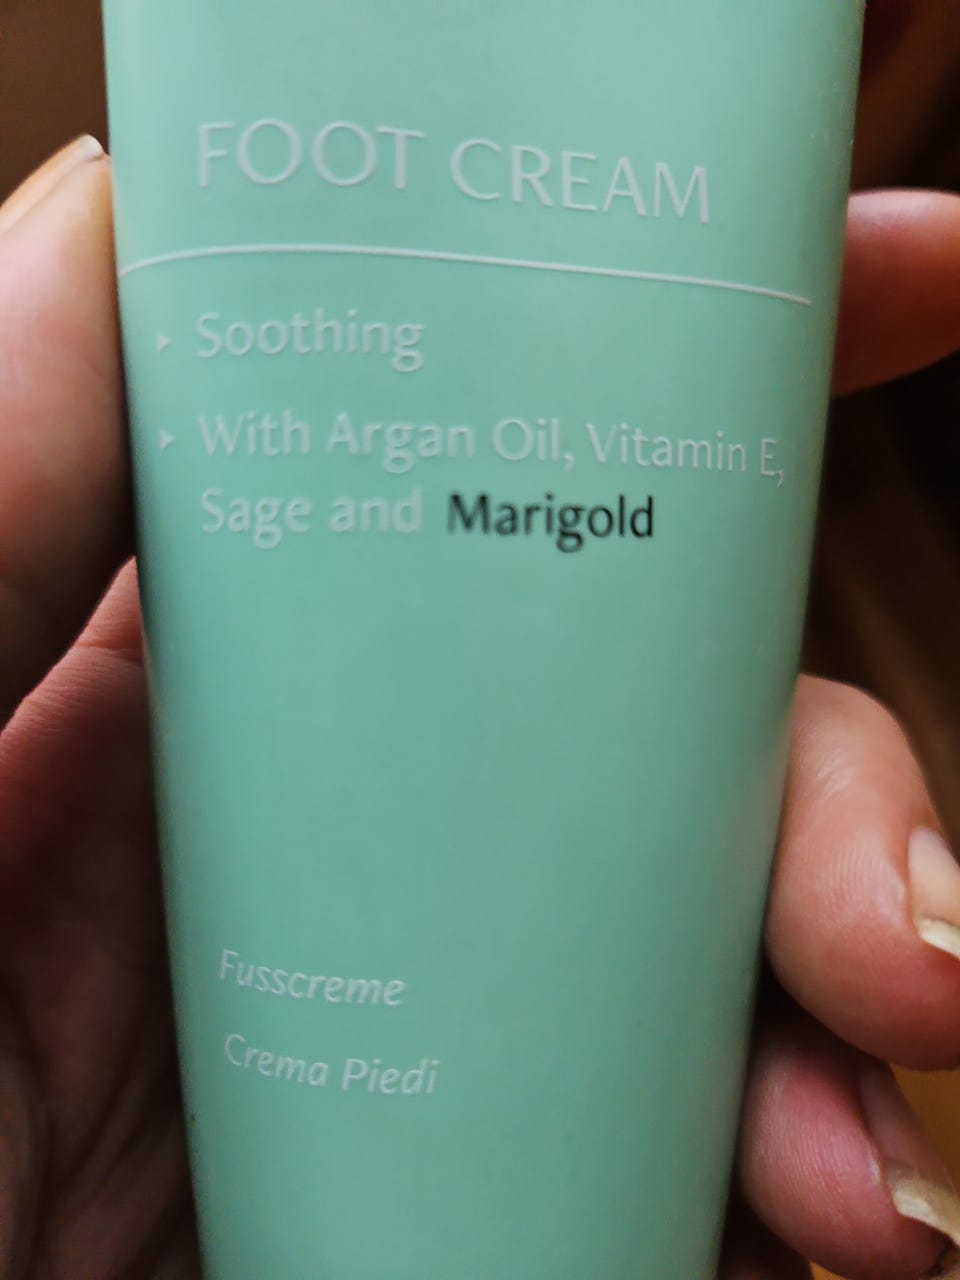 FOOT CREAM
Soothing
With Argan Oil, Vitamin E,
Sage and Marigold
Fusscreme
Crema Piedi